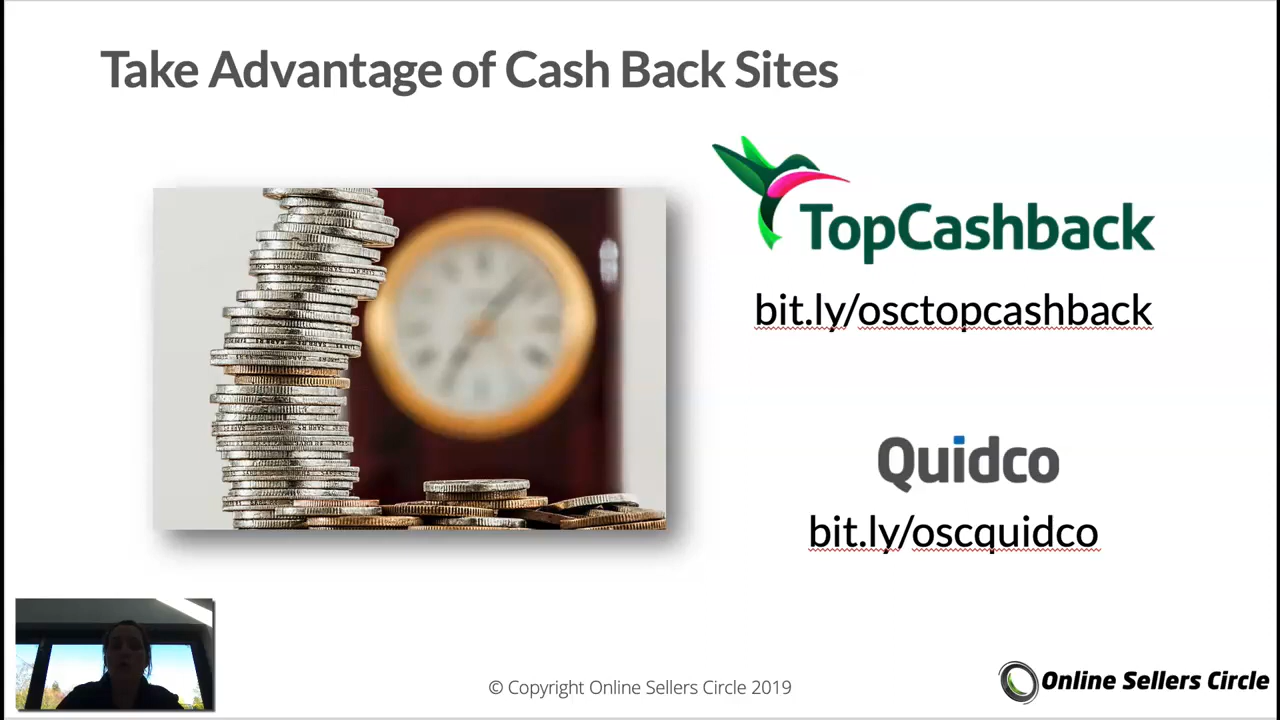 Take Advantage of Cash Back Sites
TopCashback
bit.ly/osctopcashback
Quidco
bit.ly/oscquidco
© Copyright Online Sellers Circle 2019
Online Sellers Circle